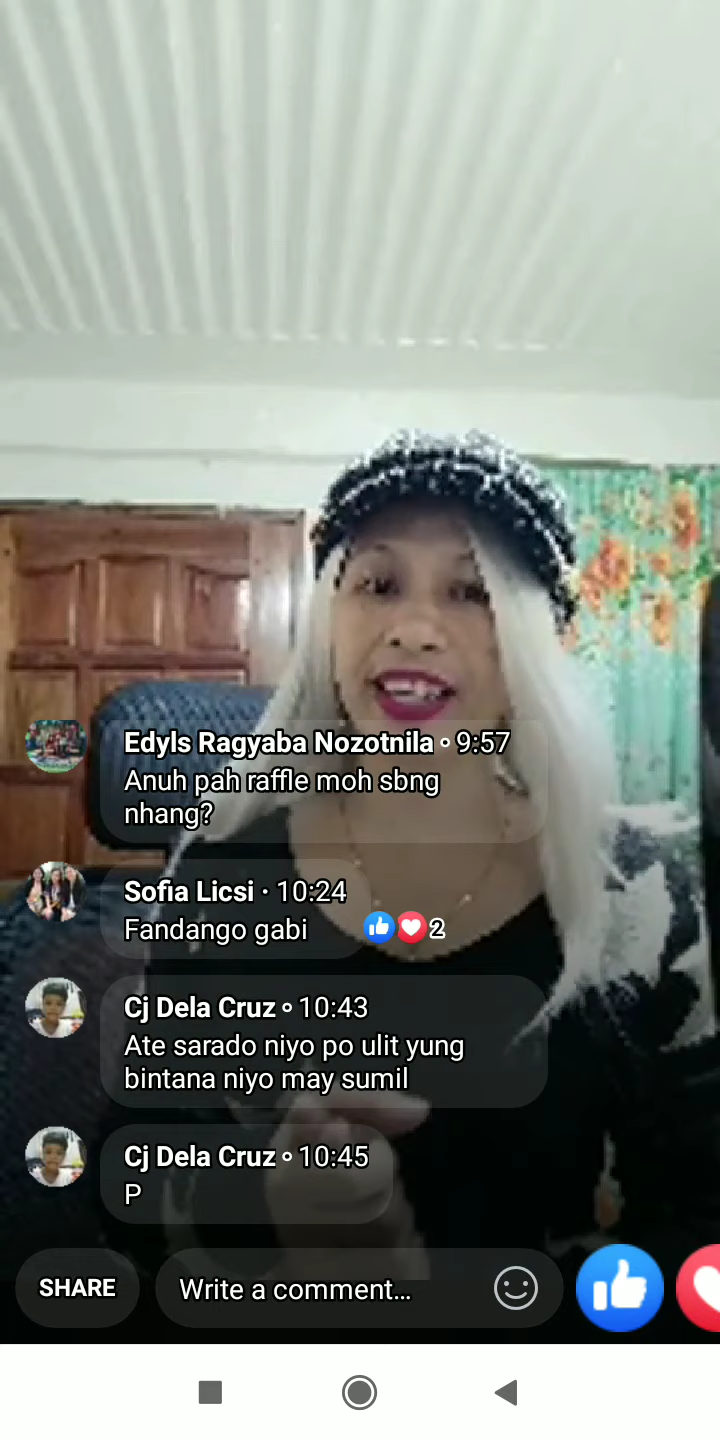 Edyls Ragyaba Nozotnila • 9:57
Anuh pah raffle moh sbng
nhang?
Sofia Licsi • 10:24
Fandango gabi
2
Cj Dela Cruz • 10:43
Ate sarado niyo po ulit yung
bintana niyo may sumil
Cj Dela Cruz • 10:45
P
SHARE
Write a comment...